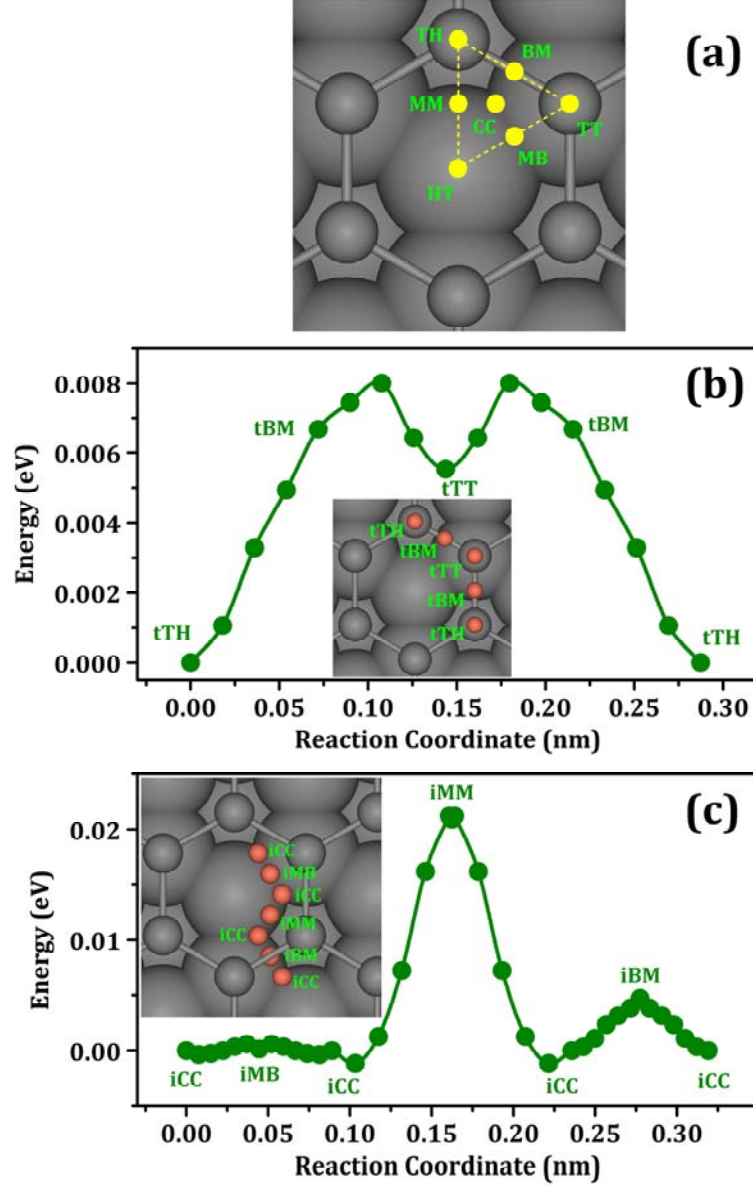 (a)
TH
BM
MM
CC
TT
MB
HT
(b)
0.008
0.006
0.004
0.002
0.000
Energy (eV)
tBM
tTT
tBM
tTH
tTH
tTH
tBM
tTT
tBM
tTH
0.00 0.05 0.10 0.15 0.20 0.25 0.30
Reaction Coordinate (nm)
(c)
0.02
0.01
0.00
Energy (eV)
iMM
iBM
iCC
iMB
iCC
iCC
iCC
iCC
iMB
iCC
iMM
iCC
iBM
iCC
0.00 0.05 0.10 0.15 0.20 0.25 0.30
Reaction Coordinate (nm)